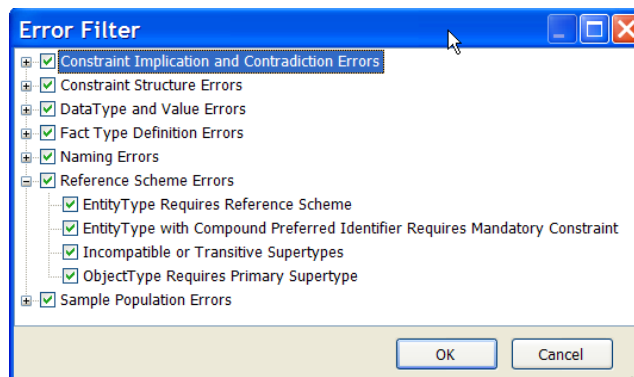 Error Filter
Constraint Implication and Contradiction Errors
Constraint Structure Errors
DataType and Value Errors
Fact Type Definition Errors
Naming Errors
Reference Scheme Errors
EntityType Requires Reference Scheme
EntityType with Compound Preferred Identifier Requires Mandatory Constraint
Incompatible or Transitive Supertypes
ObjectType Requires Primary Supertype
Sample Population Errors
OK Cancel